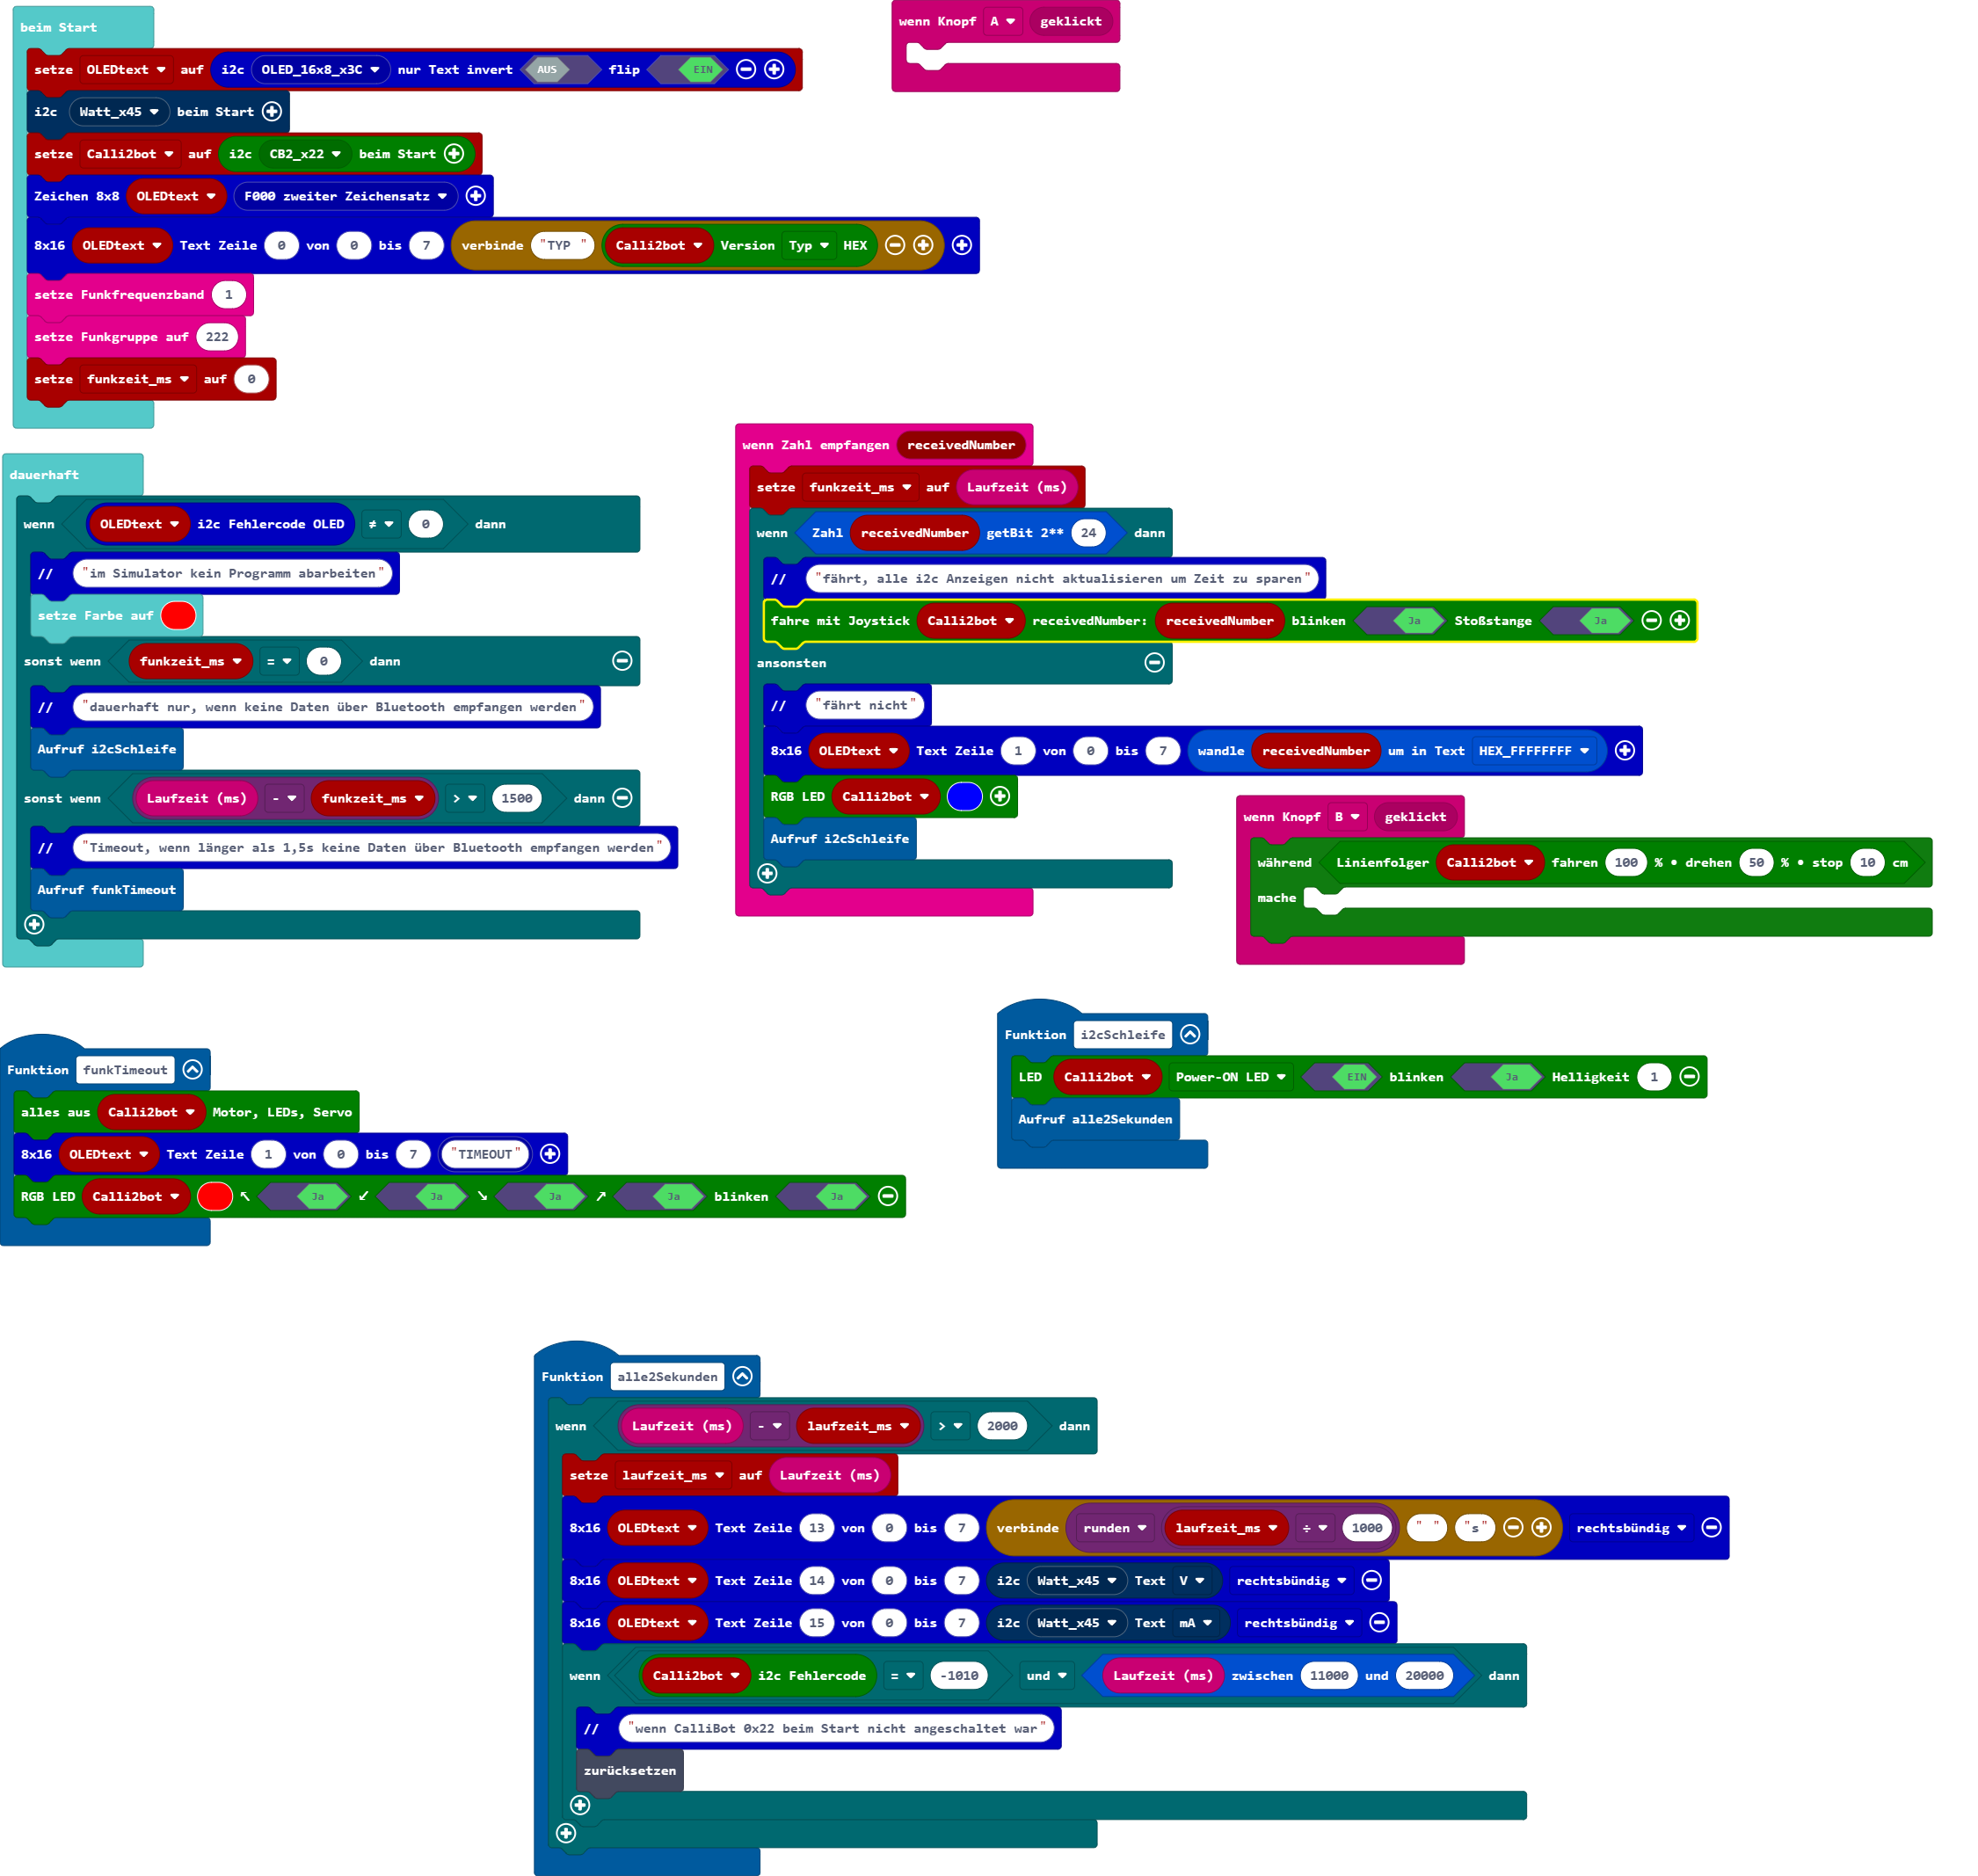 beim Start
setze OLEDtext auf i2c OLED_16x8_x3C nur Text invert AUS flip EIN
i2c Watt_x45 beim Start
setze Calli2bot auf i2c CB2_x22 beim Start
Zeichen 8x8 OLEDtext F000 zweiter Zeichensatz
8x16 OLEDtext Text Zeile 0 von 0 bis 7 verbinde "TYP " Calli2bot Version Typ HEX
setze Funkfrequenzband 1
setze Funkgruppe auf 222
setze funkzeit_ms auf 0
wenn Knopf A geklickt
dauerhaft
wenn OLEDtext i2c Fehlercode OLED ≠ 0 dann
// "im Simulator kein Programm abarbeiten"
setze Farbe auf
sonst wenn funkzeit_ms = 0 dann
// "dauerhaft nur, wenn keine Daten über Bluetooth empfangen werden"
Aufruf i2cSchleife
sonst wenn Laufzeit (ms) - funkzeit_ms > 1500 dann
// "Timeout, wenn länger als 1,5s keine Daten über Bluetooth empfangen werden"
Aufruf funkTimeout
wenn Zahl empfangen receivedNumber
setze funkzeit_ms auf Laufzeit (ms)
wenn Zahl receivedNumber getBit 2** 24 dann
// "fährt, alle i2c Anzeigen nicht aktualisieren um Zeit zu sparen"
fahre mit Joystick Calli2bot receivedNumber: receivedNumber blinken Ja Stoßstange Ja
ansonsten
// "fährt nicht"
8x16 OLEDtext Text Zeile 1 von 0 bis 7 wandle receivedNumber um in Text HEX_FFFFFFFF
RGB LED Calli2bot
Aufruf i2cSchleife
wenn Knopf B geklickt
während Linienfolger Calli2bot fahren 100 % • drehen 50 % • stop 10 cm
mache
Funktion funkTimeout
alles aus Calli2bot Motor, LEDs, Servo
8x16 OLEDtext Text Zeile 1 von 0 bis 7 "TIMEOUT"
RGB LED Calli2bot ↖ Ja ↙ Ja ↘ Ja ↗ Ja blinken Ja
Funktion i2cSchleife
LED Calli2bot Power-ON LED EIN blinken Ja Helligkeit 1
Aufruf alle2Sekunden
Funktion alle2Sekunden
wenn Laufzeit (ms) - laufzeit_ms > 2000 dann
setze laufzeit_ms auf Laufzeit (ms)
8x16 OLEDtext Text Zeile 13 von 0 bis 7 verbinde runden laufzeit_ms ÷ 1000 " " "s" rechtsbündig
8x16 OLEDtext Text Zeile 14 von 0 bis 7 i2c Watt_x45 Text V rechtsbündig
8x16 OLEDtext Text Zeile 15 von 0 bis 7 i2c Watt_x45 Text mA rechtsbündig
wenn Calli2bot i2c Fehlercode = -1010 und Laufzeit (ms) zwischen 11000 und 20000 dann
// "wenn CalliBot 0x22 beim Start nicht angeschaltet war"
zurücksetzen